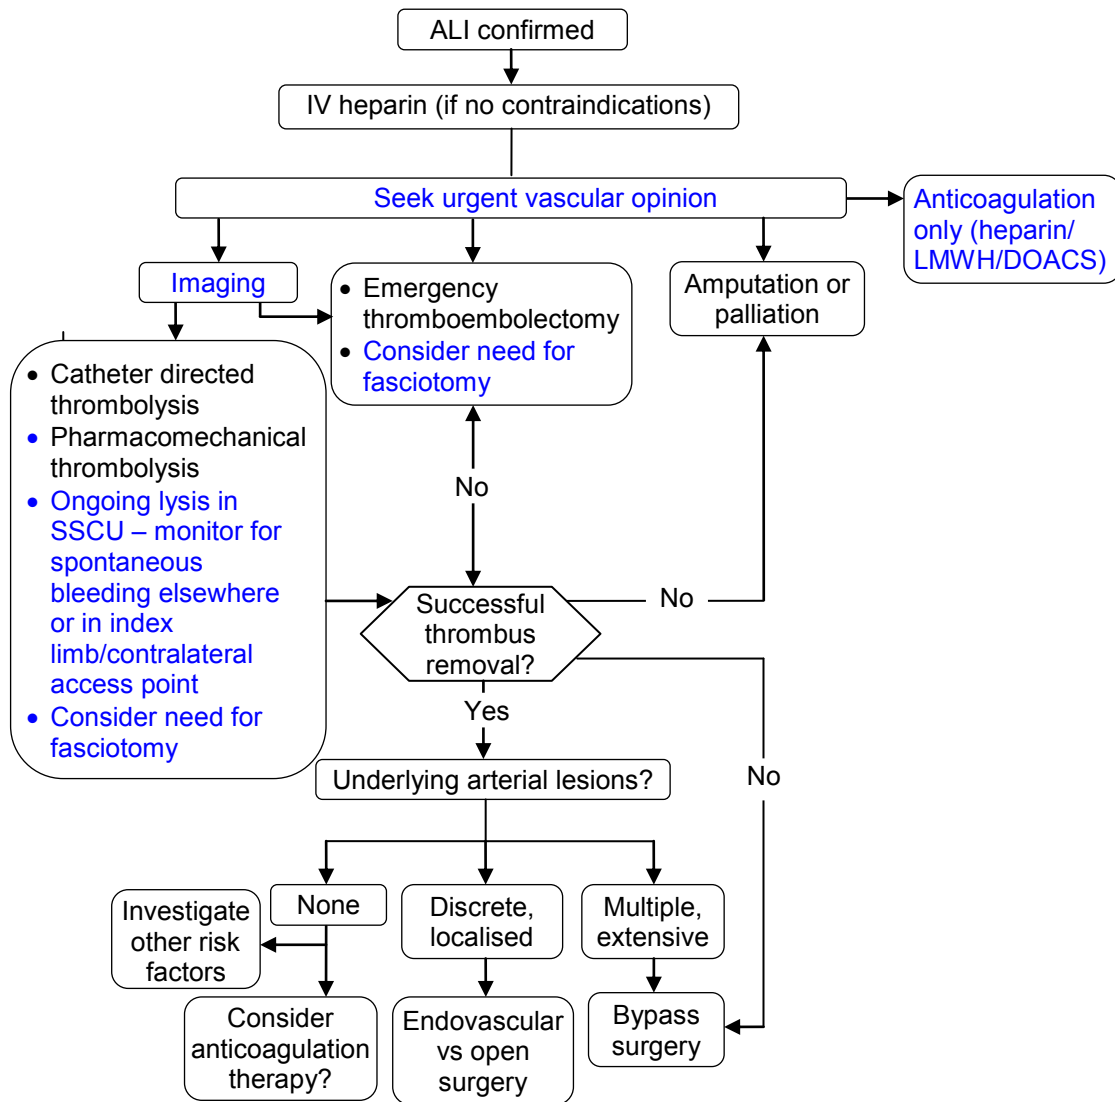 ALI confirmed
IV heparin (if no contraindications)
Seek urgent vascular opinion
Anticoagulation
only (heparin/
LMWH/DOACS)
Imaging
• Emergency
thromboembolectomy
• Consider need for
fasciotomy
Amputation or
palliation
• Catheter directed
thrombolysis
• Pharmacomechanical
thrombolysis
• Ongoing lysis in
SSCU – monitor for
spontaneous
bleeding elsewhere
or in index
limb/contralateral
access point
• Consider need for
fasciotomy
No
Successful
thrombus
removal?
No
Yes
No
Underlying arterial lesions?
None
Discrete,
localised
Multiple,
extensive
Investigate
other risk
factors
Consider
anticoagulation
therapy?
Endovascular
vs open
surgery
Bypass
surgery